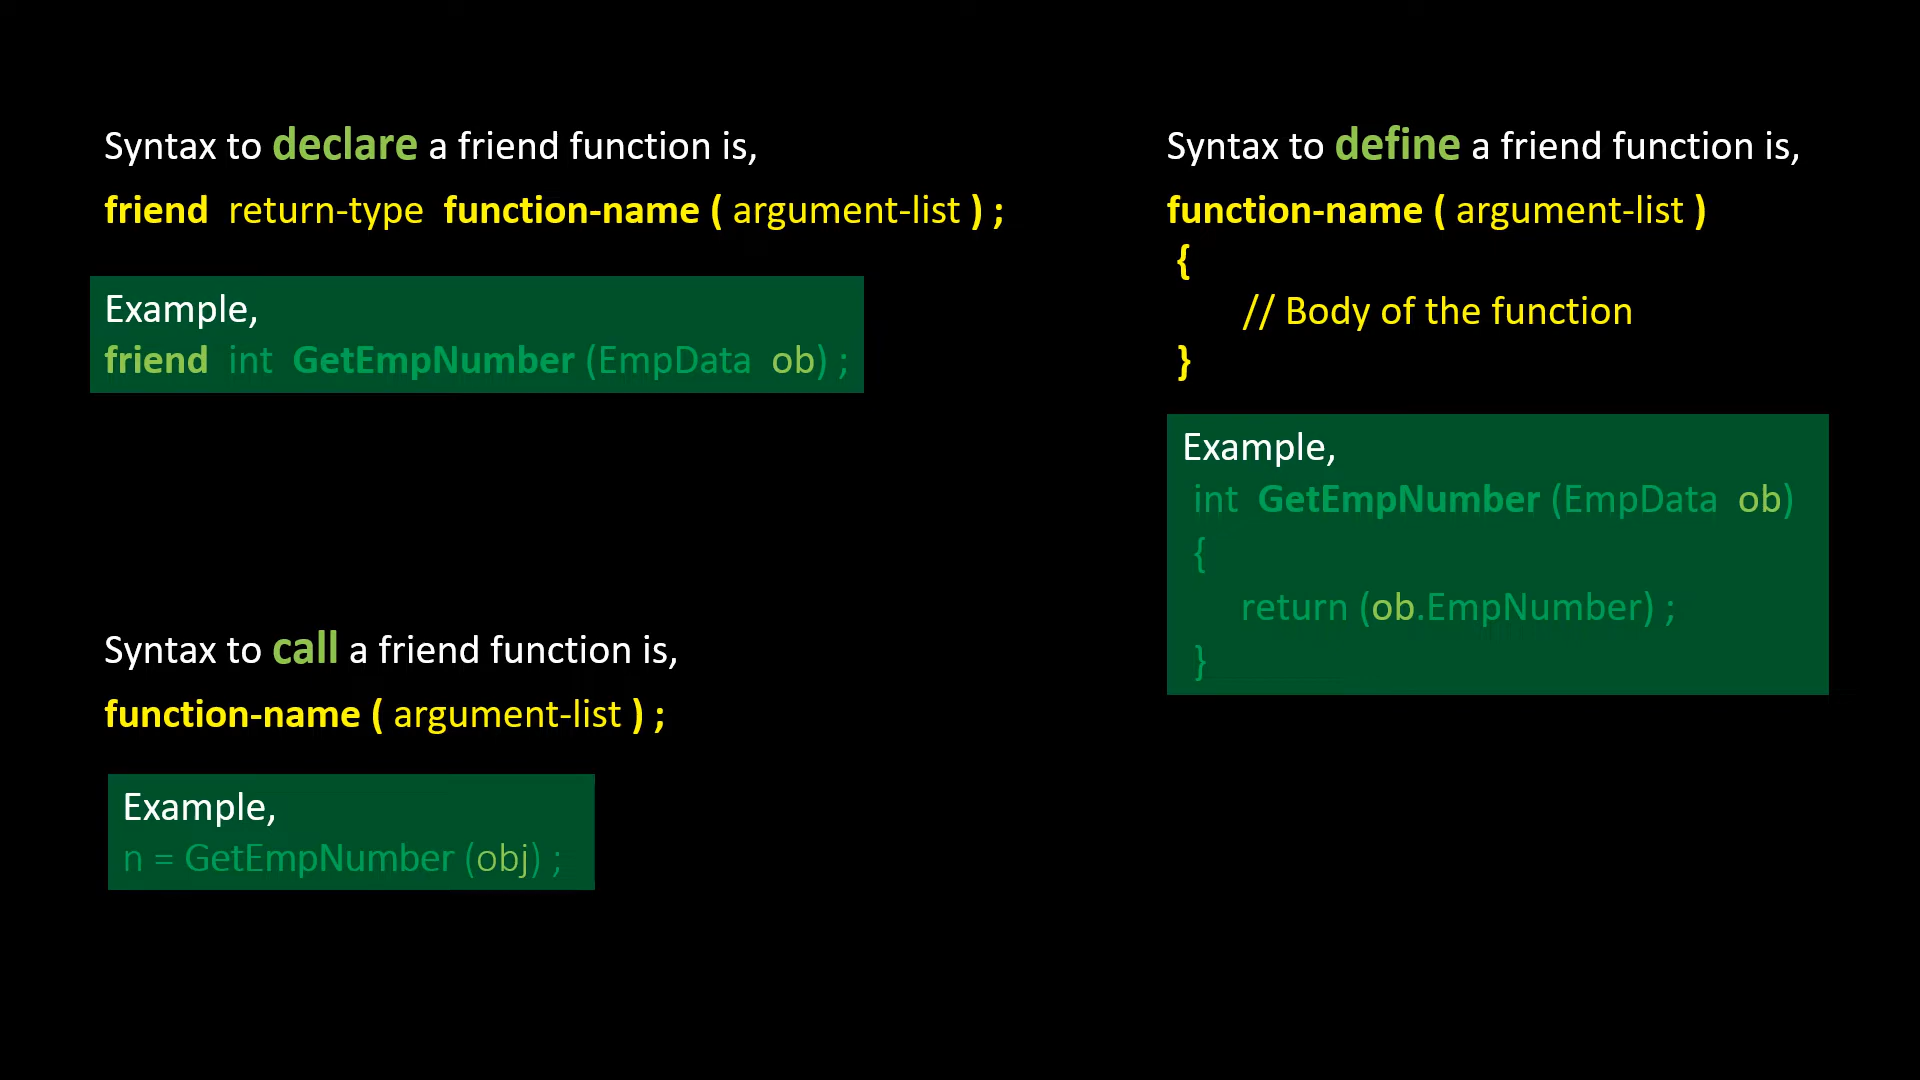 Syntax to declare a friend function is,
friend return-type function-name ( argument-list ) ;
Example,
friend int GetEmpNumber (EmpData ob) ;
Syntax to call a friend function is,
function-name ( argument-list ) ;
Example,
n = GetEmpNumber (obj) ;
Syntax to define a friend function is,
function-name ( argument-list )
{
// Body of the function
}
Example,
int GetEmpNumber (EmpData ob)
{
return (ob.EmpNumber) ;
}